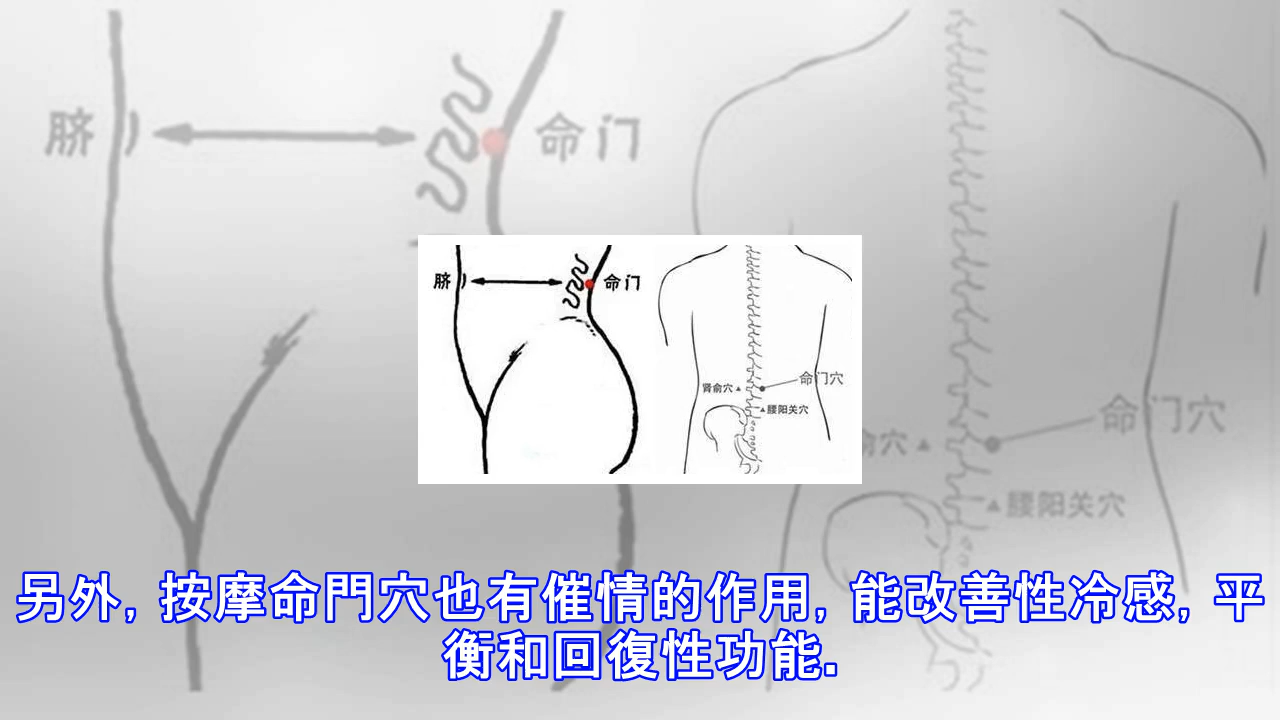 脐
命门
脐
命门
肾俞穴
命门穴
腰阳关穴
俞穴
命门穴
腰阳关穴
另外, 按摩命門穴也有催情的作用, 能改善性冷感, 平
衡和回復性功能.